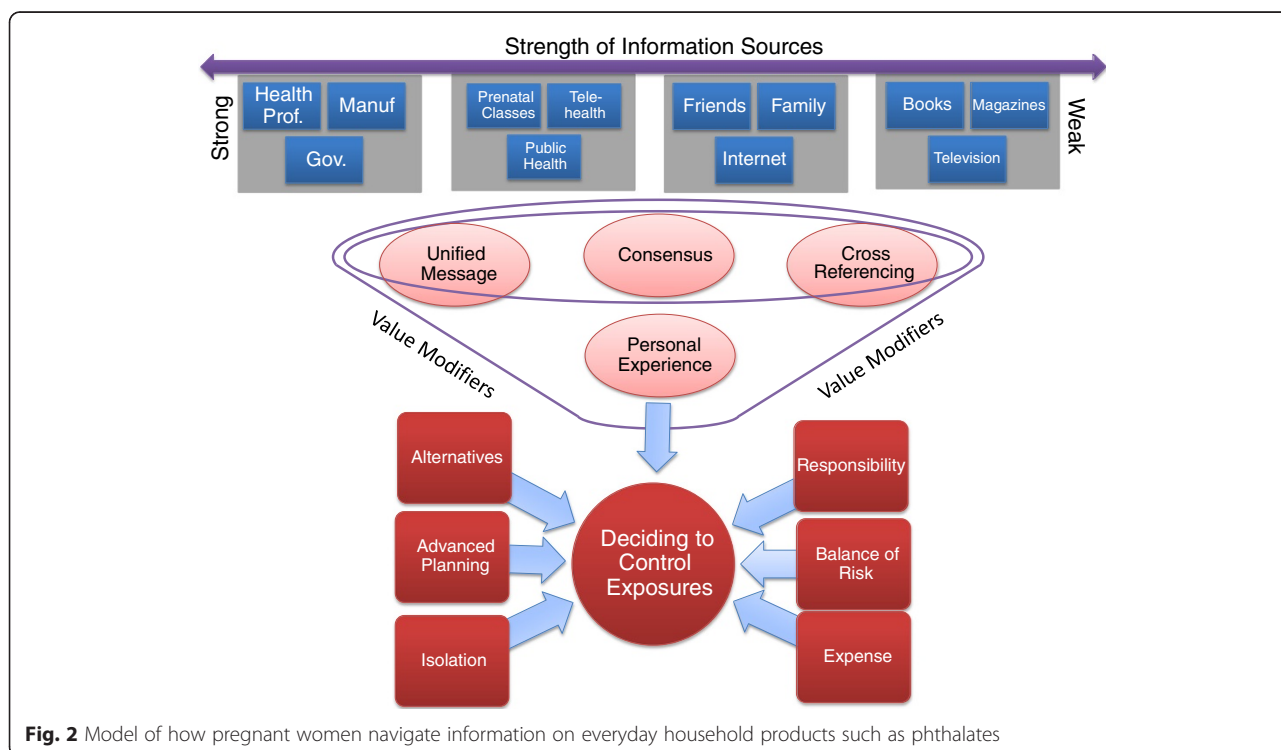 Strength of Information Sources
Strong
Health
Prof.
Manuf
Gov.
Prenatal
Classes
Tele-
health
Public
Health
Friends
Family
Internet
Books
Magazines
Television
Weak
Unified
Message
Consensus
Cross
Referencing
Personal
Experience
Value Modifiers
Value Modifiers
Alternatives
Advanced
Planning
Isolation
Deciding to
Control
Exposures
Responsibility
Balance of
Risk
Expense
Fig. 2 Model of how pregnant women navigate information on everyday household products such as phthalates